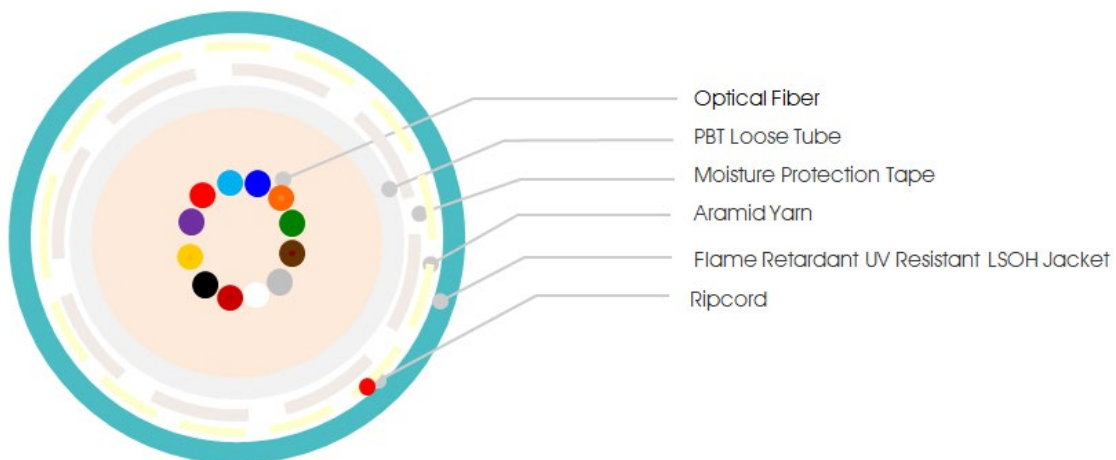 Optical Fiber
PBT Loose Tube
Moisture Protection Tape
Aramid Yarn
Flame Retardant UV Resistant LSOH Jacket
Ripcord